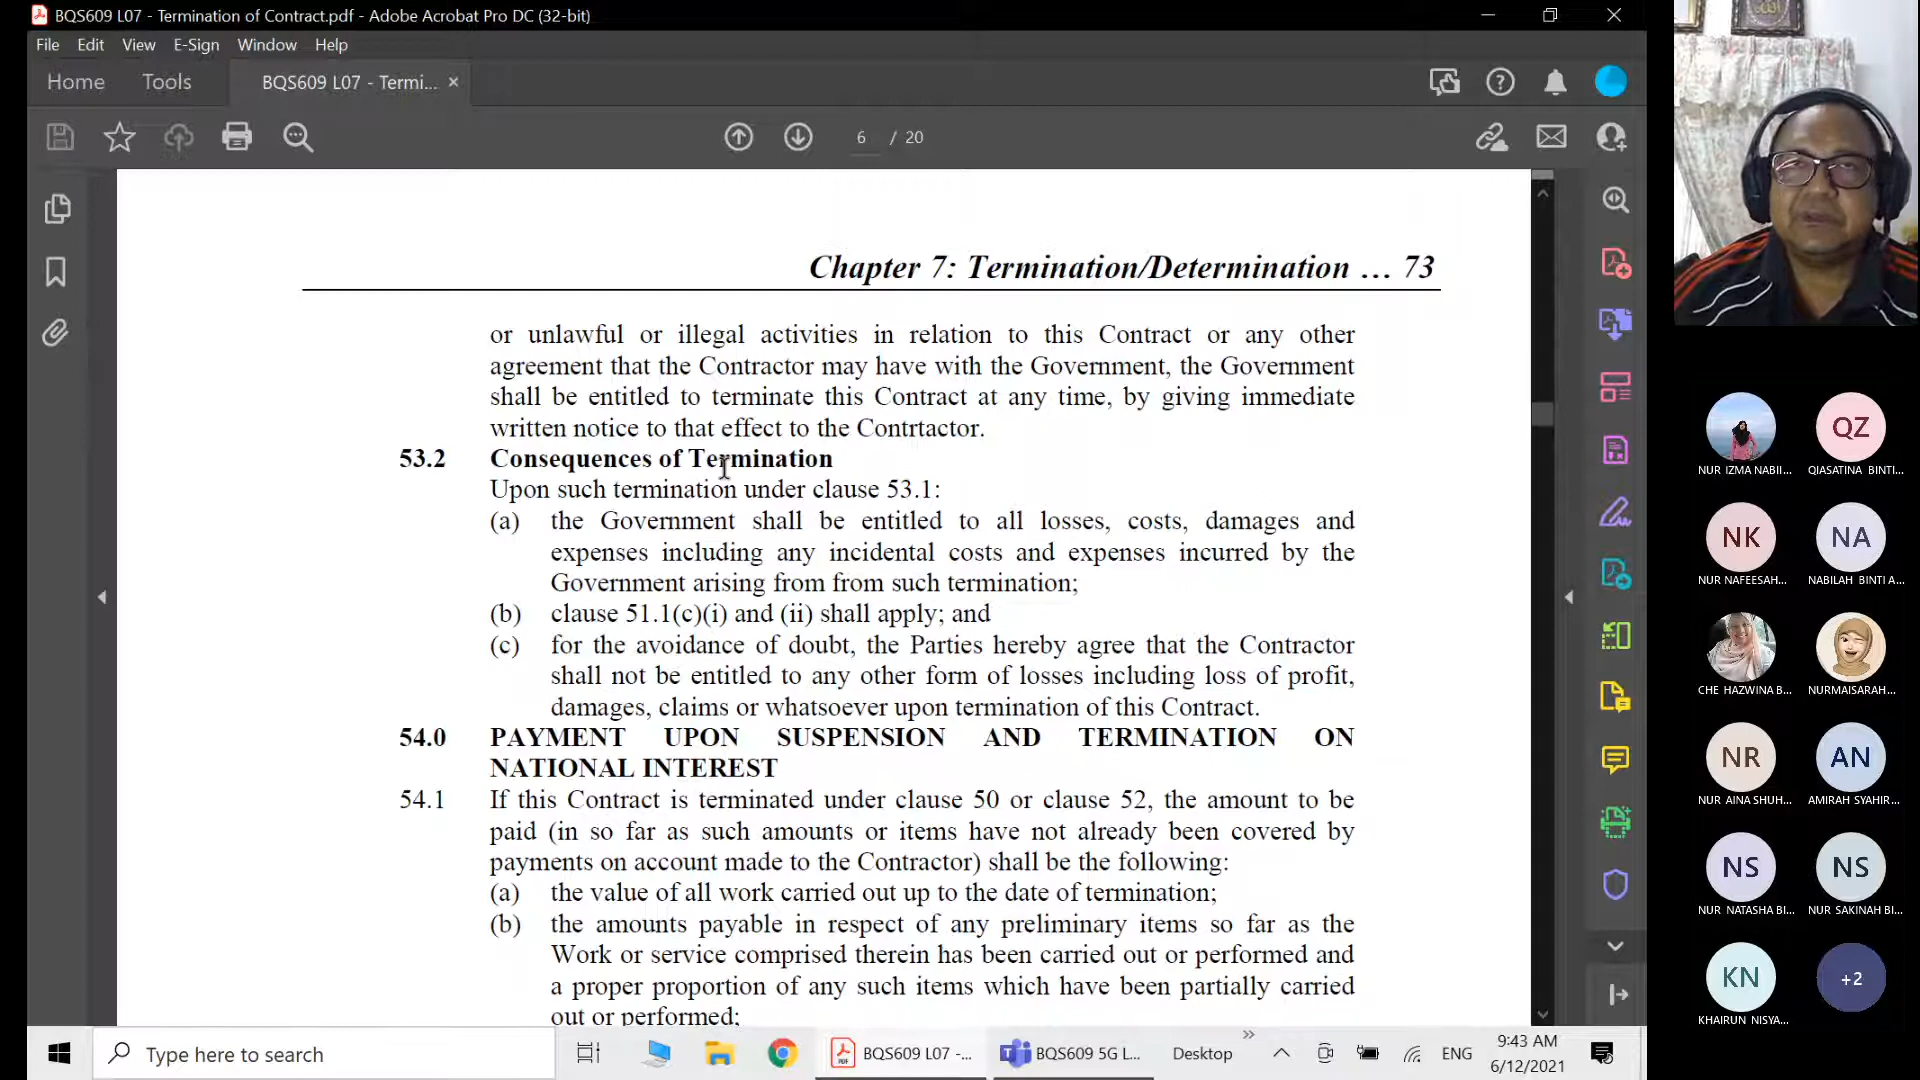 BQS609 L07 - Termination of Contract.pdf - Adobe Acrobat Pro DC (32-bit)
File Edit View E-Sign Window Help
Home Tools BQS609 L07 - Termi... ×
6 / 20
Chapter 7: Termination/Determination … 73
or unlawful or illegal activities in relation to this Contract or any other
agreement that the Contractor may have with the Government, the Government
shall be entitled to terminate this Contract at any time, by giving immediate
written notice to that effect to the Contrtactor.
53.2 Consequences of Termination
Upon such termination under clause 53.1:
(a) the Government shall be entitled to all losses, costs, damages and
expenses including any incidental costs and expenses incurred by the
Government arising from from such termination;
(b) clause 51.1(c)(i) and (ii) shall apply; and
(c) for the avoidance of doubt, the Parties hereby agree that the Contractor
shall not be entitled to any other form of losses including loss of profit,
damages, claims or whatsoever upon termination of this Contract.
54.0 PAYMENT UPON SUSPENSION AND TERMINATION ON
NATIONAL INTEREST
54.1 If this Contract is terminated under clause 50 or clause 52, the amount to be
paid (in so far as such amounts or items have not already been covered by
payments on account made to the Contractor) shall be the following:
(a) the value of all work carried out up to the date of termination;
(b) the amounts payable in respect of any preliminary items so far as the
Work or service comprised therein has been carried out or performed and
a proper proportion of any such items which have been partially carried
out or performed;
QZ
NUR IZMA NABII... QIASATINA BINTI...
NK NA
NUR NAFEESAH... NABILAH BINTI A...
CHE HAZWINA B... NURMAISARAH...
NR AN
NUR AINA SHUH... AMIRAH SYAHIR...
NS NS
NUR NATASHA BI... NUR SAKINAH BI...
KN +2
KHAIRUN NISYA...
Type here to search
BQS609 L07 -... BQS609 5G L... Desktop » ENG 9:43 AM
6/12/2021